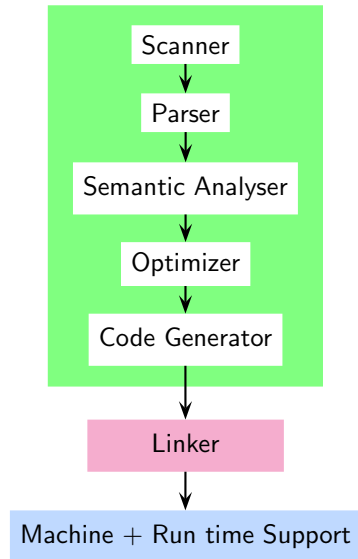 Scanner
Parser
Semantic Analyser
Optimizer
Code Generator
Linker
Machine + Run time Support